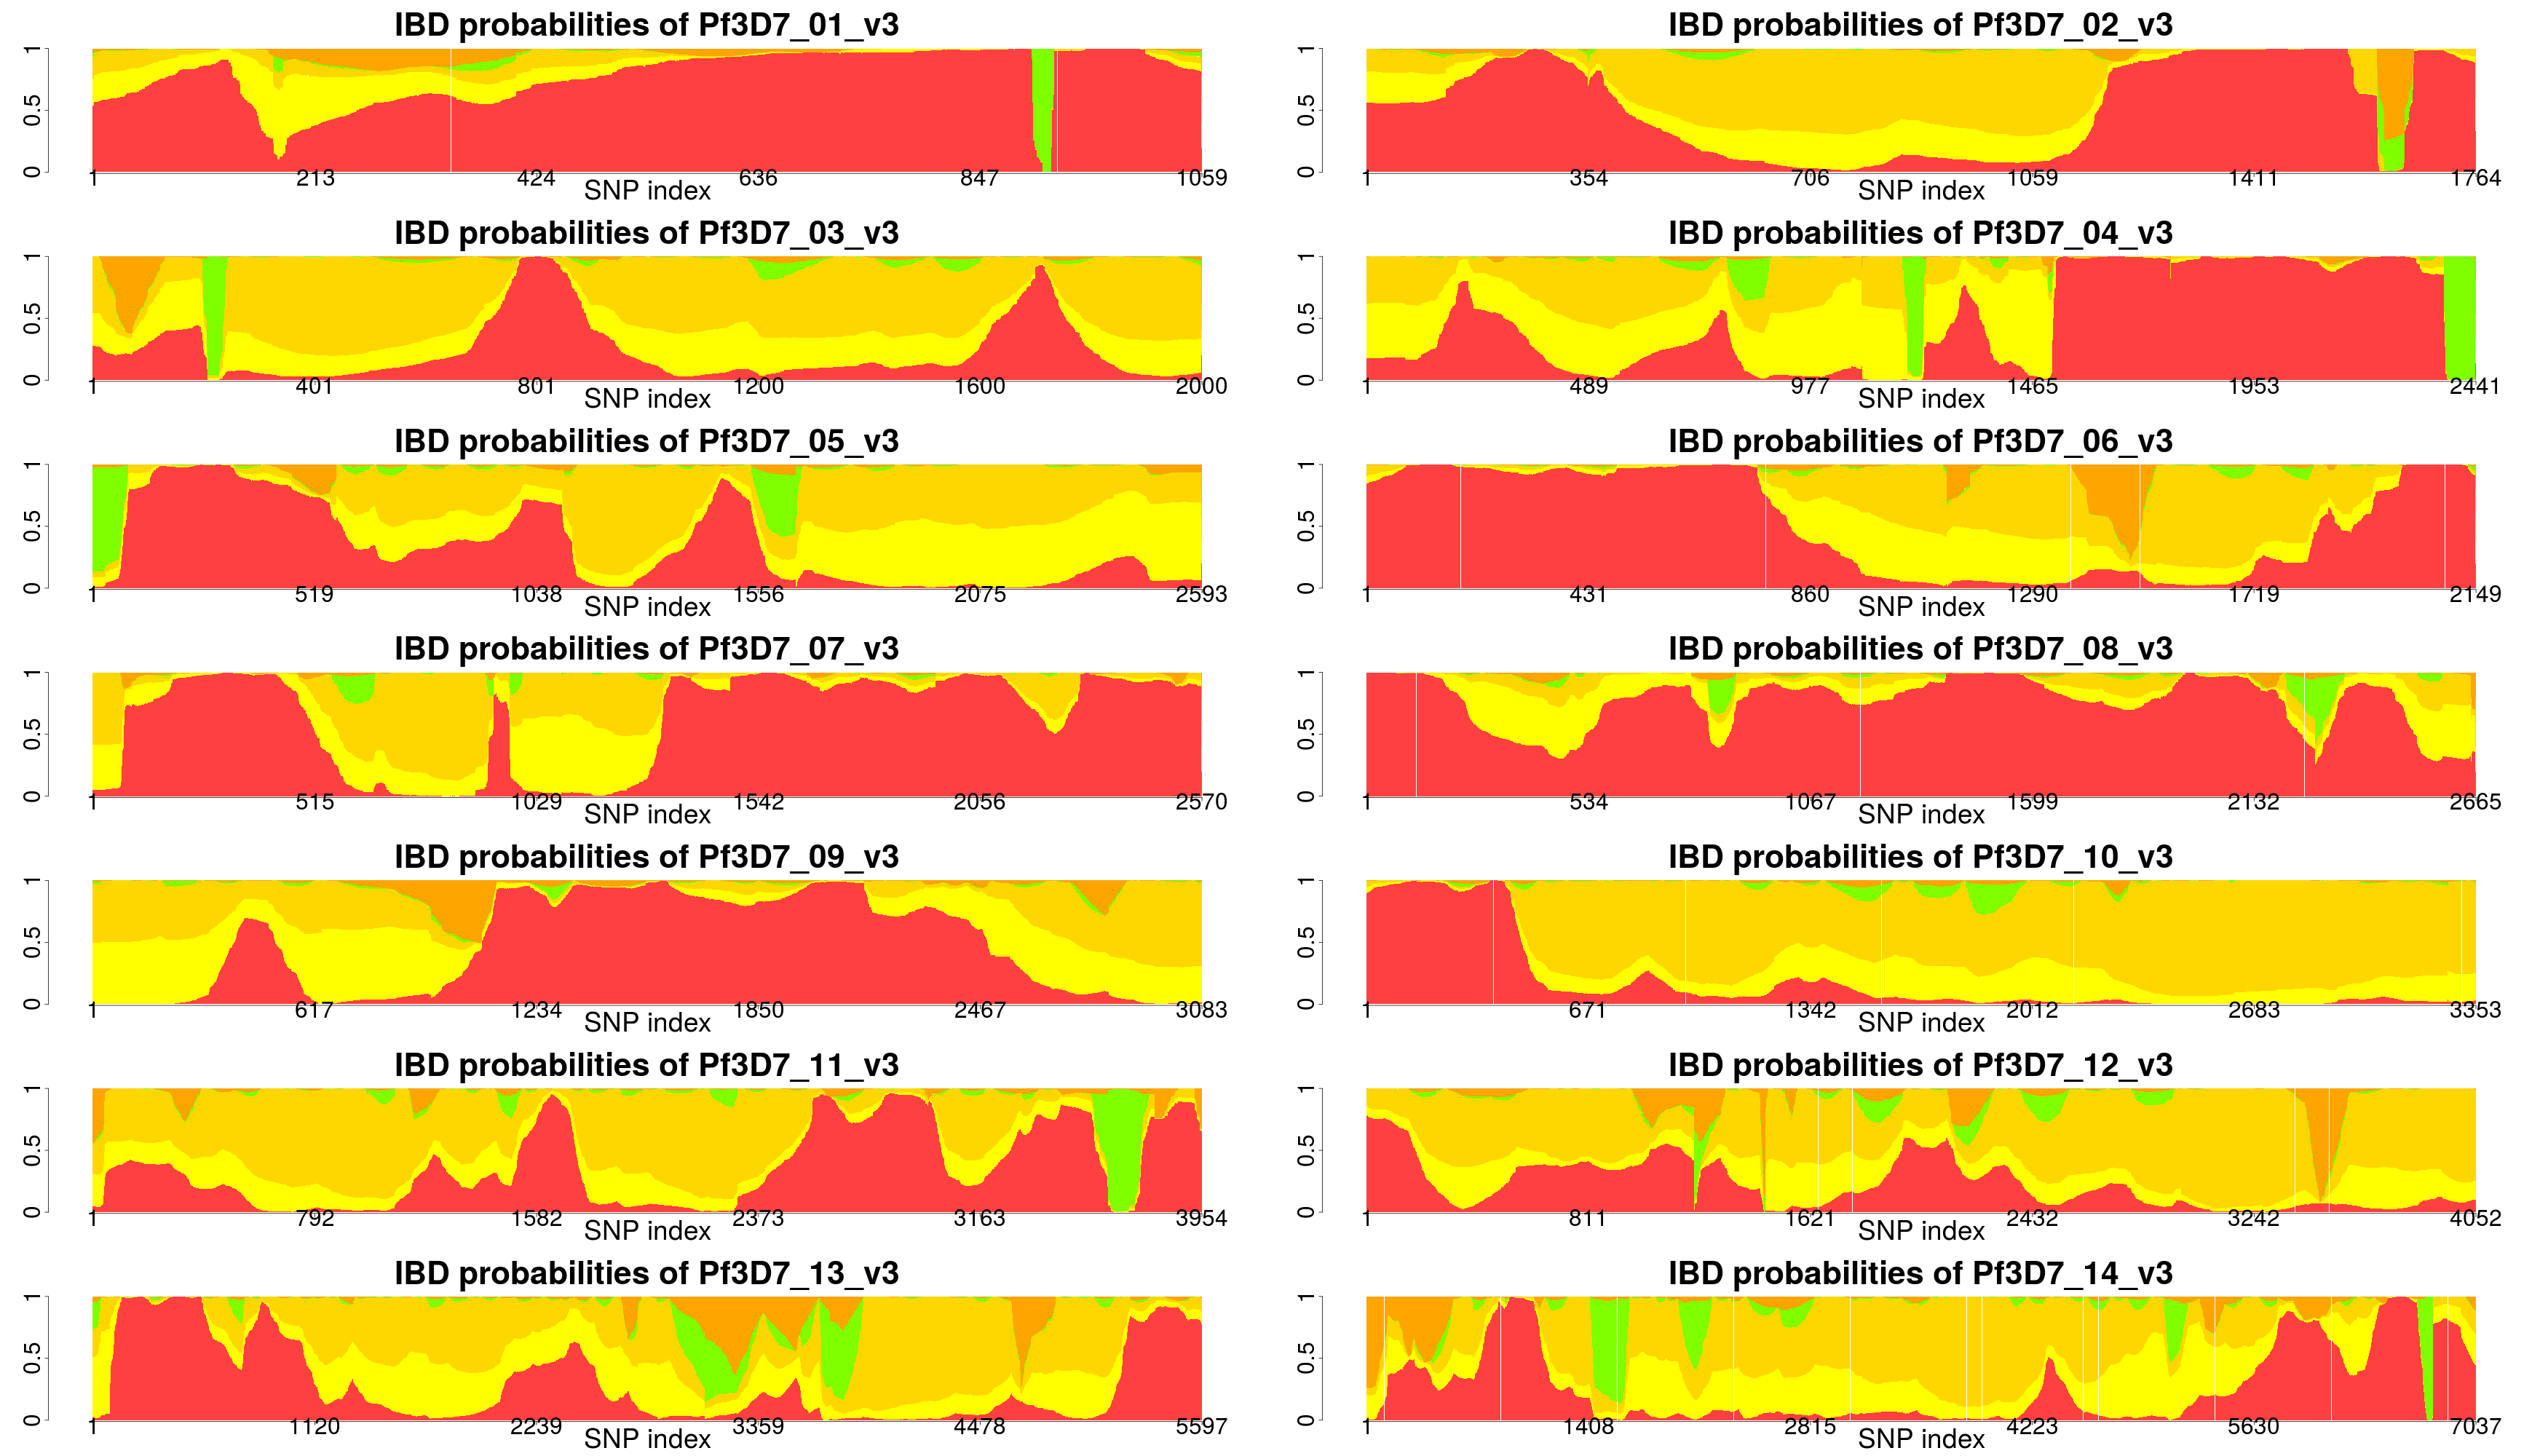 IBD probabilities of Pf3D7_01_v3
0 0.5 1
1 213 424 636 847 1059
SNP index
IBD probabilities of Pf3D7_02_v3
0 0.5 1
1 354 706 1059 1411 1764
SNP index
IBD probabilities of Pf3D7_03_v3
0 0.5 1
1 401 801 1200 1600 2000
SNP index
IBD probabilities of Pf3D7_04_v3
0 0.5 1
1 489 977 1465 1953 2441
SNP index
IBD probabilities of Pf3D7_05_v3
0 0.5 1
1 519 1038 1556 2075 2593
SNP index
IBD probabilities of Pf3D7_06_v3
0 0.5 1
1 431 860 1290 1719 2149
SNP index
IBD probabilities of Pf3D7_07_v3
0 0.5 1
1 515 1029 1542 2056 2570
SNP index
IBD probabilities of Pf3D7_08_v3
0 0.5 1
1 534 1067 1599 2132 2665
SNP index
IBD probabilities of Pf3D7_09_v3
0 0.5 1
1 617 1234 1850 2467 3083
SNP index
IBD probabilities of Pf3D7_10_v3
0 0.5 1
1 671 1342 2012 2683 3353
SNP index
IBD probabilities of Pf3D7_11_v3
0 0.5 1
1 792 1582 2373 3163 3954
SNP index
IBD probabilities of Pf3D7_12_v3
0 0.5 1
1 811 1621 2432 3242 4052
SNP index
IBD probabilities of Pf3D7_13_v3
0 0.5 1
1 1120 2239 3359 4478 5597
SNP index
IBD probabilities of Pf3D7_14_v3
0 0.5 1
1 1408 2815 4223 5630 7037
SNP index